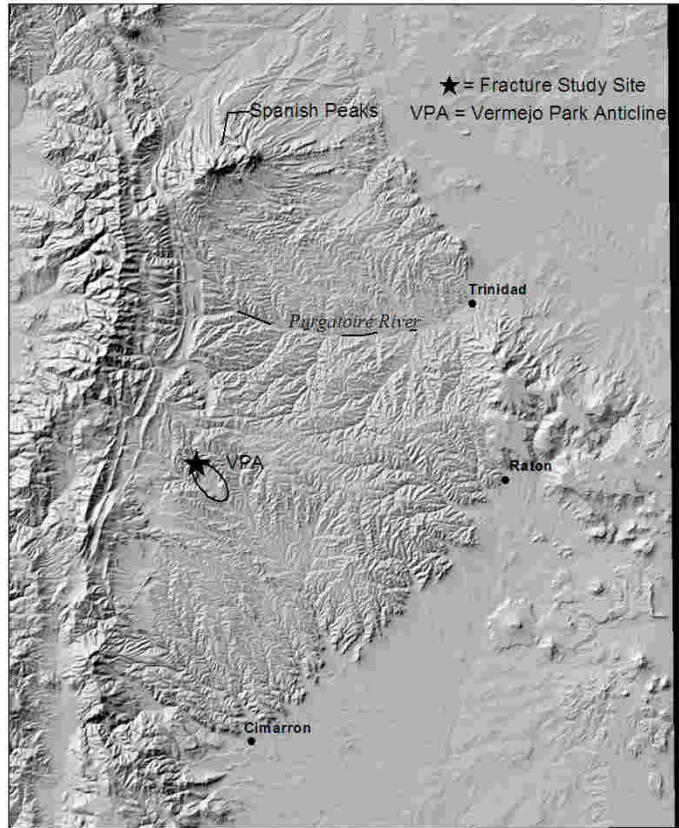 ★ = Fracture Study Site
Spanish Peaks
VPA = Vermejo Park Anticline
Trinidad
Purgatoire River
VPA
Raton
Cimarron